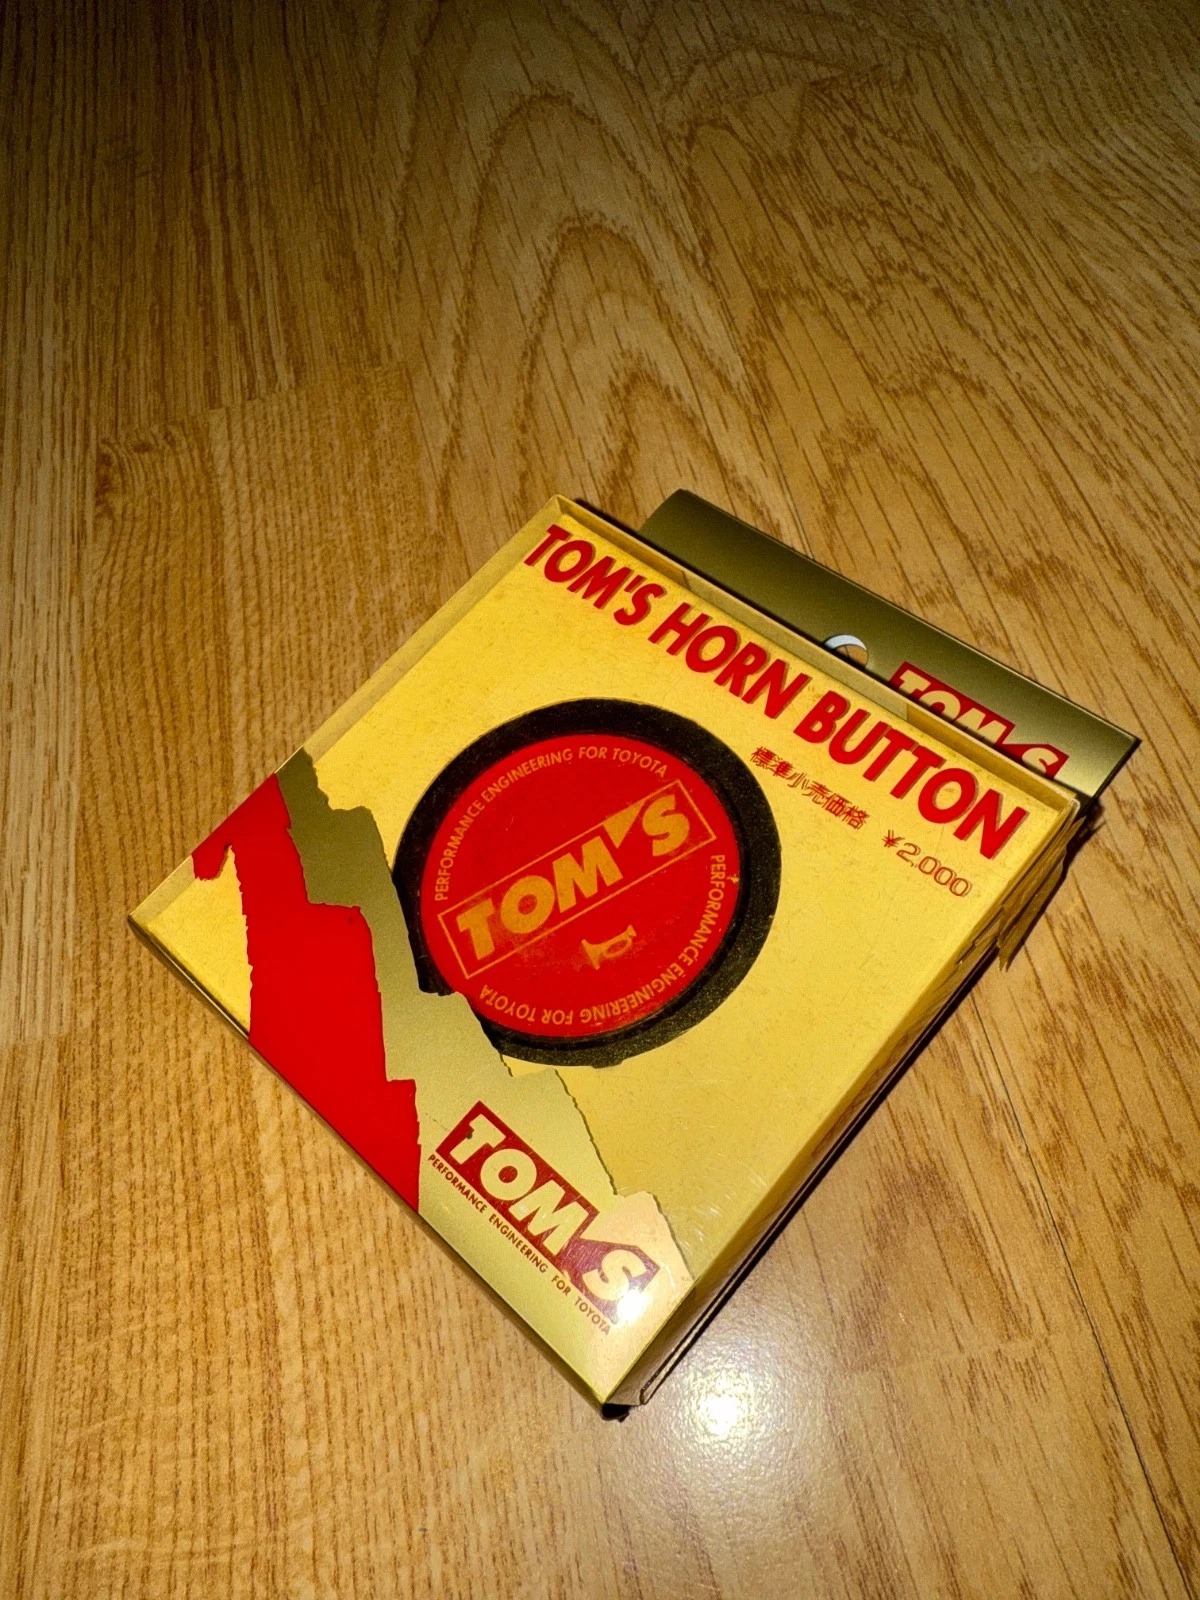 TOM'S
TOM'S HORN BUTTON
標準小売価格 ¥2,000
PERFORMANCE ENGINEERING FOR TOYOTA
TOM'S
PERFORMANCE ENGINEERING FOR TOYOTA
TOM'S
PERFORMANCE ENGINEERING FOR TOYOTA